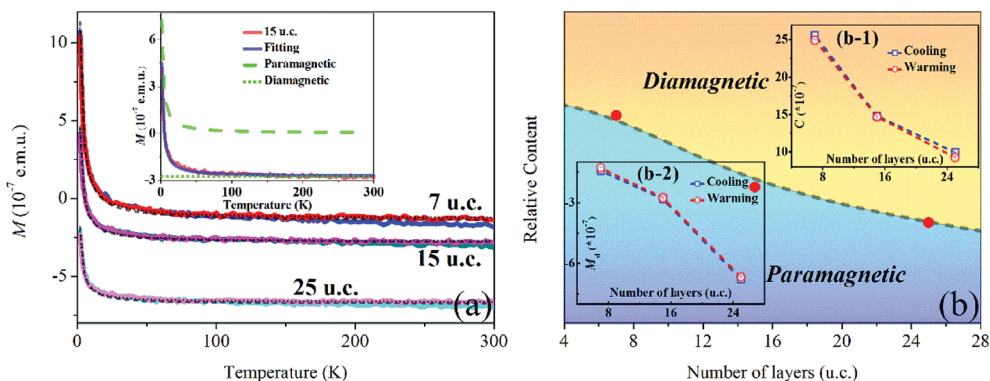 10
5
0
-5
M (10⁻⁷ e.m.u.)
0
100
200
300
Temperature (K)
7 u.c.
15 u.c.
25 u.c.
(a)
6
3
0
-3
M (10⁻⁷ e.m.u.)
15 u.c.
Fitting
Paramagnetic
Diamagnetic
0
100
200
300
Temperature (K)
Relative Content
Diamagnetic
Paramagnetic
(b)
4
8
12
16
20
24
28
Number of layers (u.c.)
(b-1)
25
20
15
10
C (*10⁻⁷)
Cooling
Warming
Number of layers (u.c.)
8
16
24
(b-2)
-3
-6
M_d (*10⁻⁷)
Cooling
Warming
Number of layers (u.c.)
8
16
24